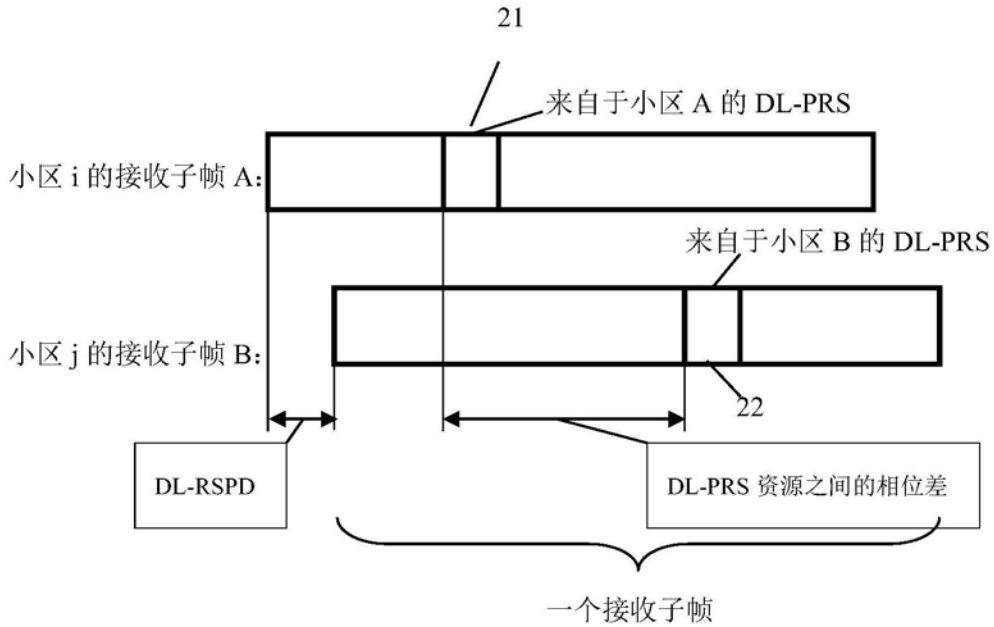 21
来自于小区 A 的 DL-PRS
小区 i 的接收子帧 A:
来自于小区 B 的 DL-PRS
小区 j 的接收子帧 B:
22
DL-RSPD
DL-PRS 资源之间的相位差
一个接收子帧